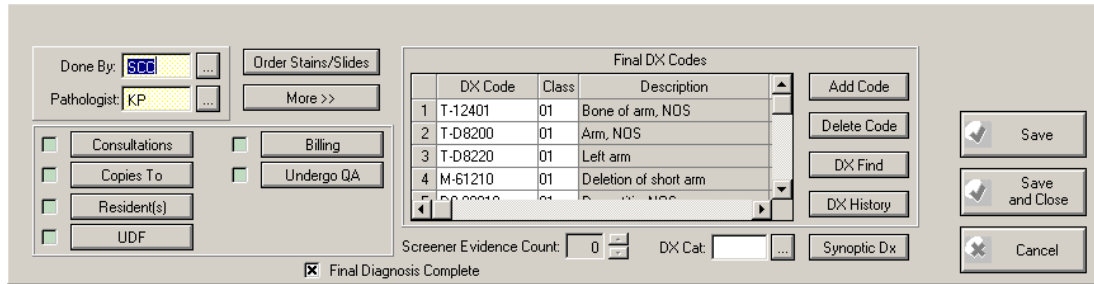 Done By: SCC ...
Order Stains/Slides
Pathologist: KP ...
More >>
Consultations
Billing
Copies To
Undergo QA
Resident(s)
UDF
Final DX Codes
DX Code Class Description
1 T-12401 01 Bone of arm, NOS
2 T-D8200 01 Arm, NOS
3 T-D8220 01 Left arm
4 M-61210 01 Deletion of short arm
Add Code
Delete Code
DX Find
DX History
Screener Evidence Count: 0
DX Cat: ...
Synoptic Dx
Final Diagnosis Complete
Save
Save
and Close
Cancel